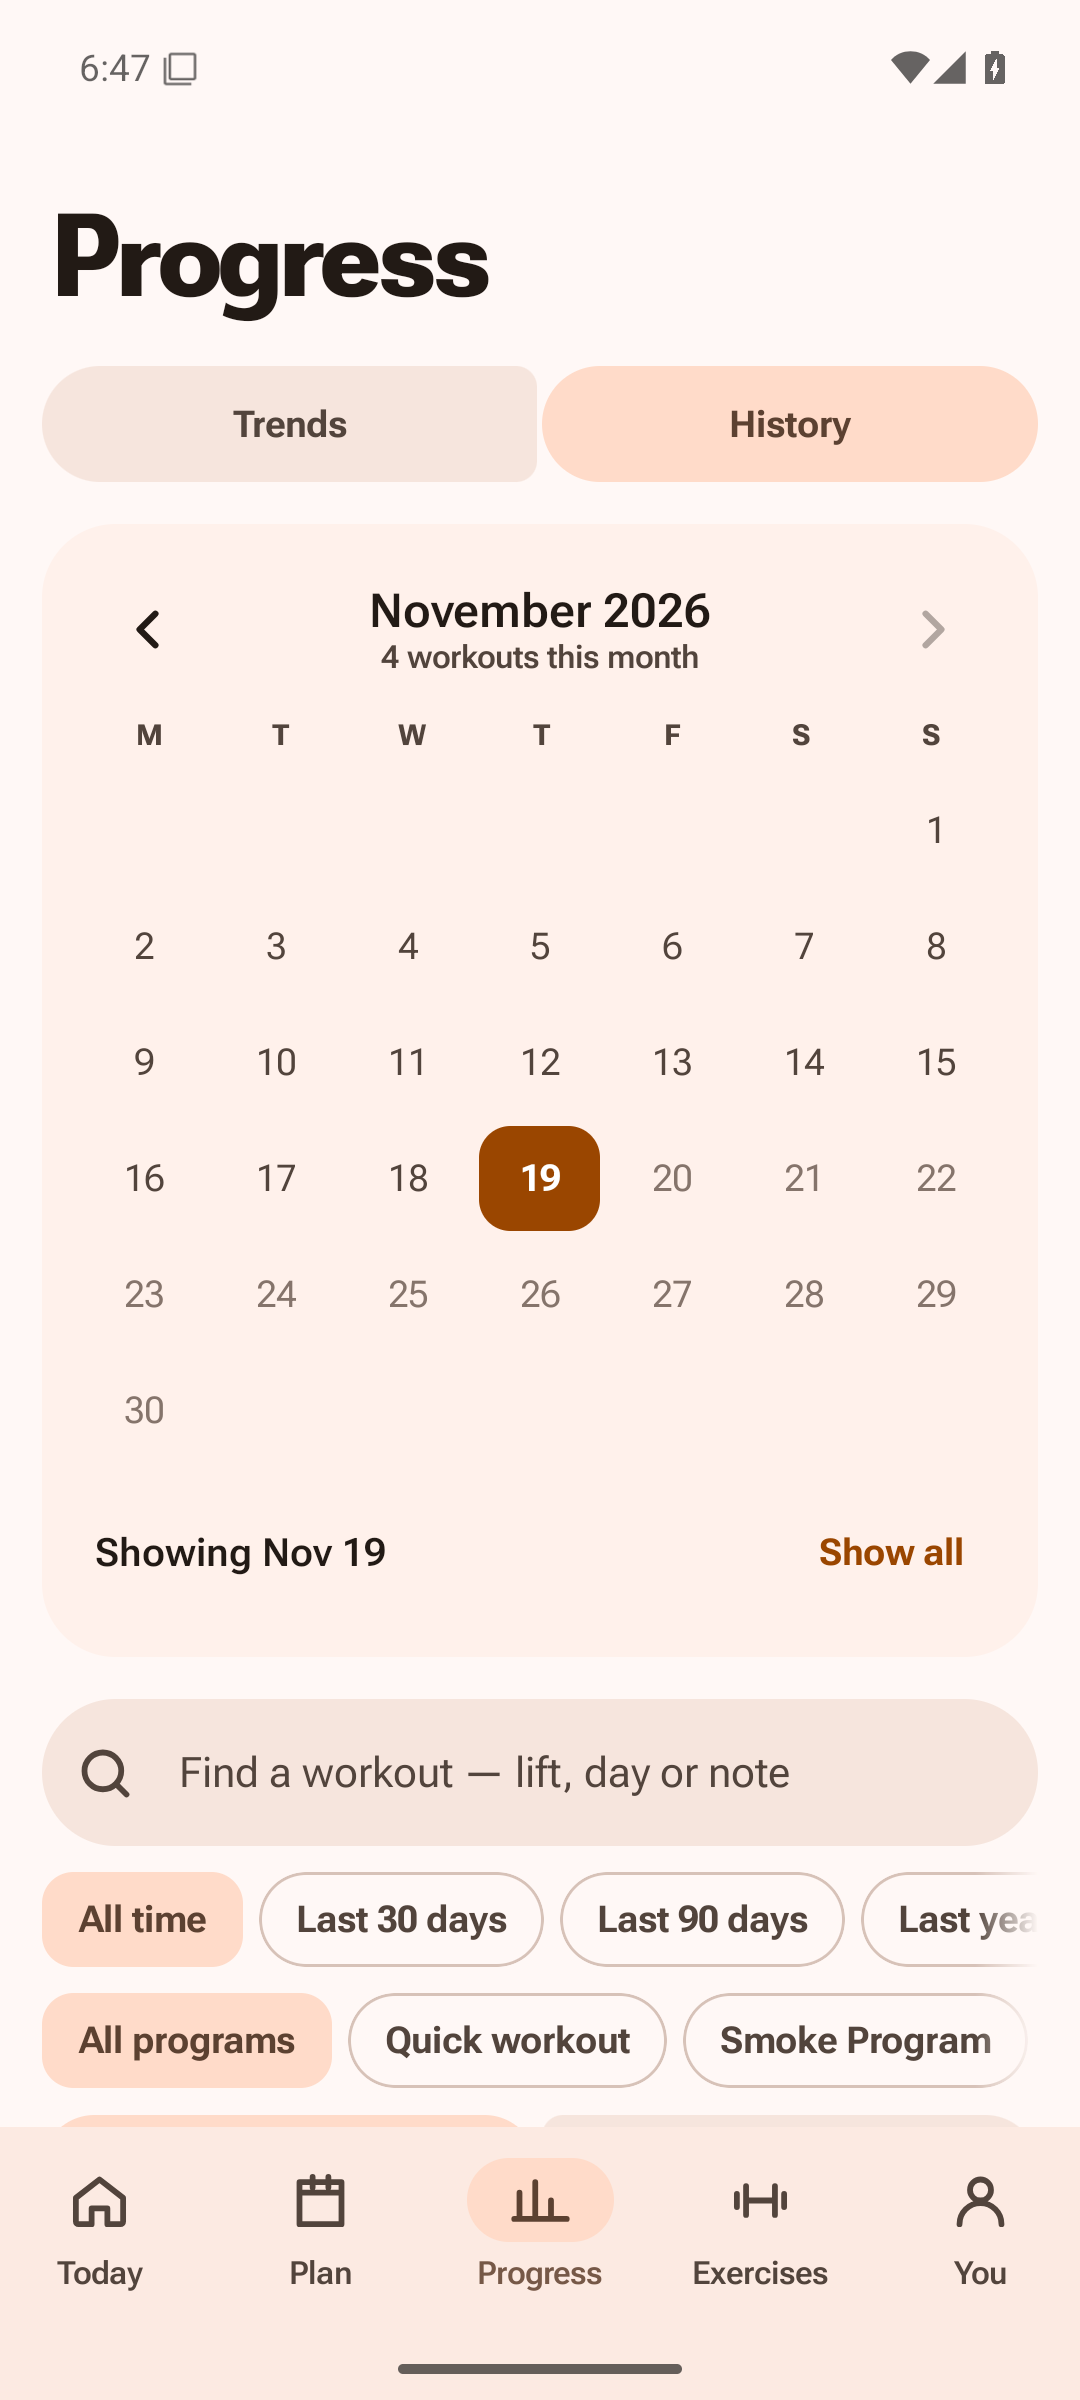 6:47
Progress
Trends History
November 2026
4 workouts this month
M T W T F S S
1
2 3 4 5 6 7 8
9 10 11 12 13 14 15
16 17 18 19 20 21 22
23 24 25 26 27 28 29
30
Showing Nov 19 Show all
Find a workout — lift, day or note
All time Last 30 days Last 90 days Last yea
All programs Quick workout Smoke Program
Today Plan Progress Exercises You